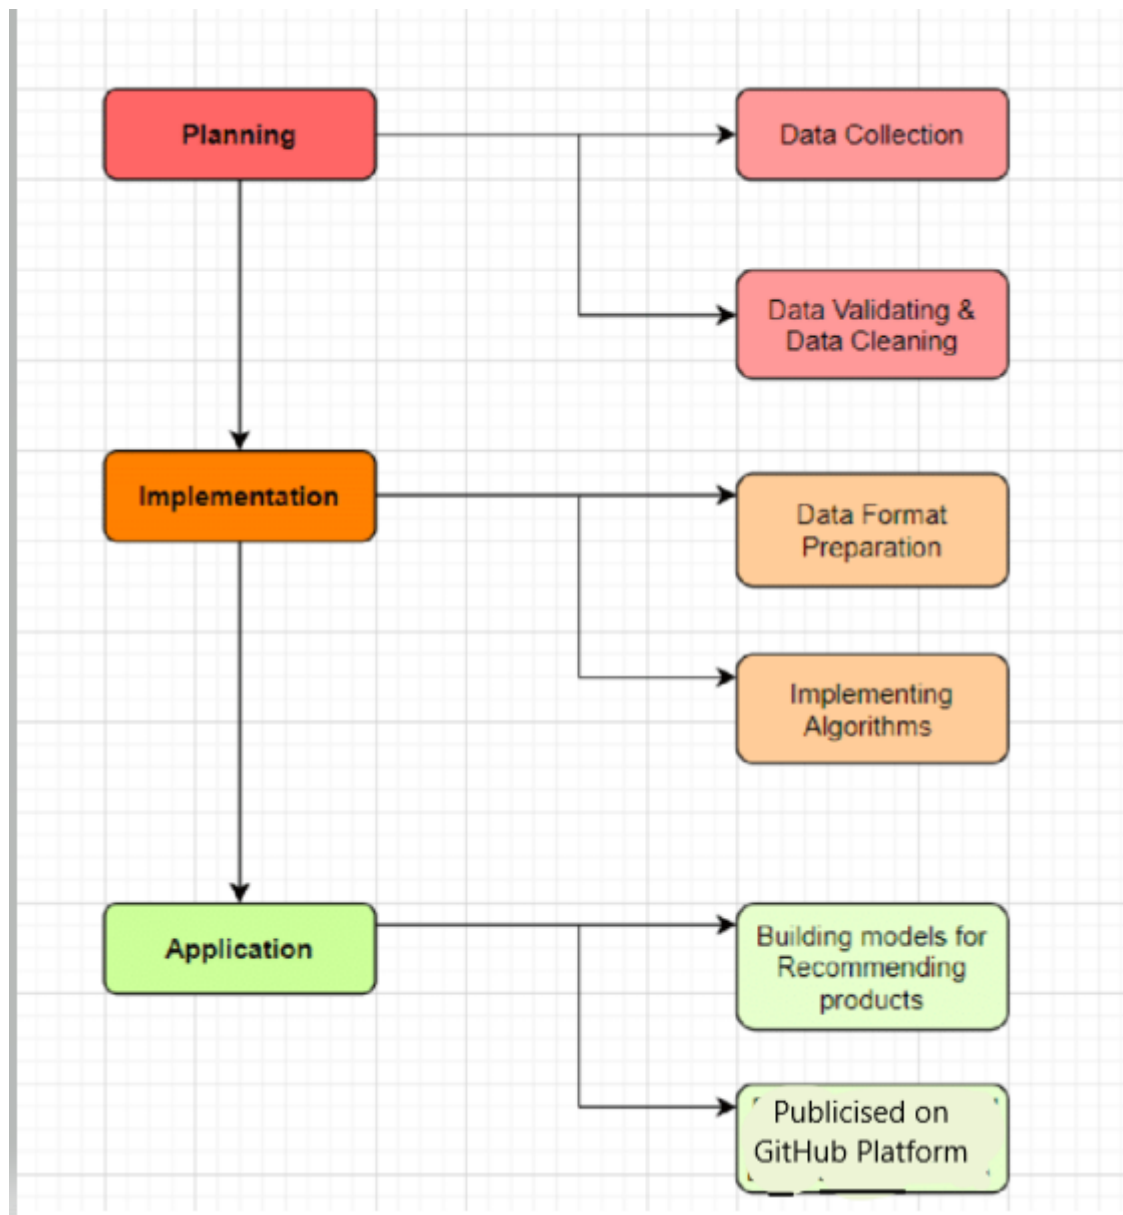 Planning
Data Collection
Data Validating &
Data Cleaning
Implementation
Data Format
Preparation
Implementing
Algorithms
Application
Building models for
Recommending
products
Publicised on
GitHub Platform